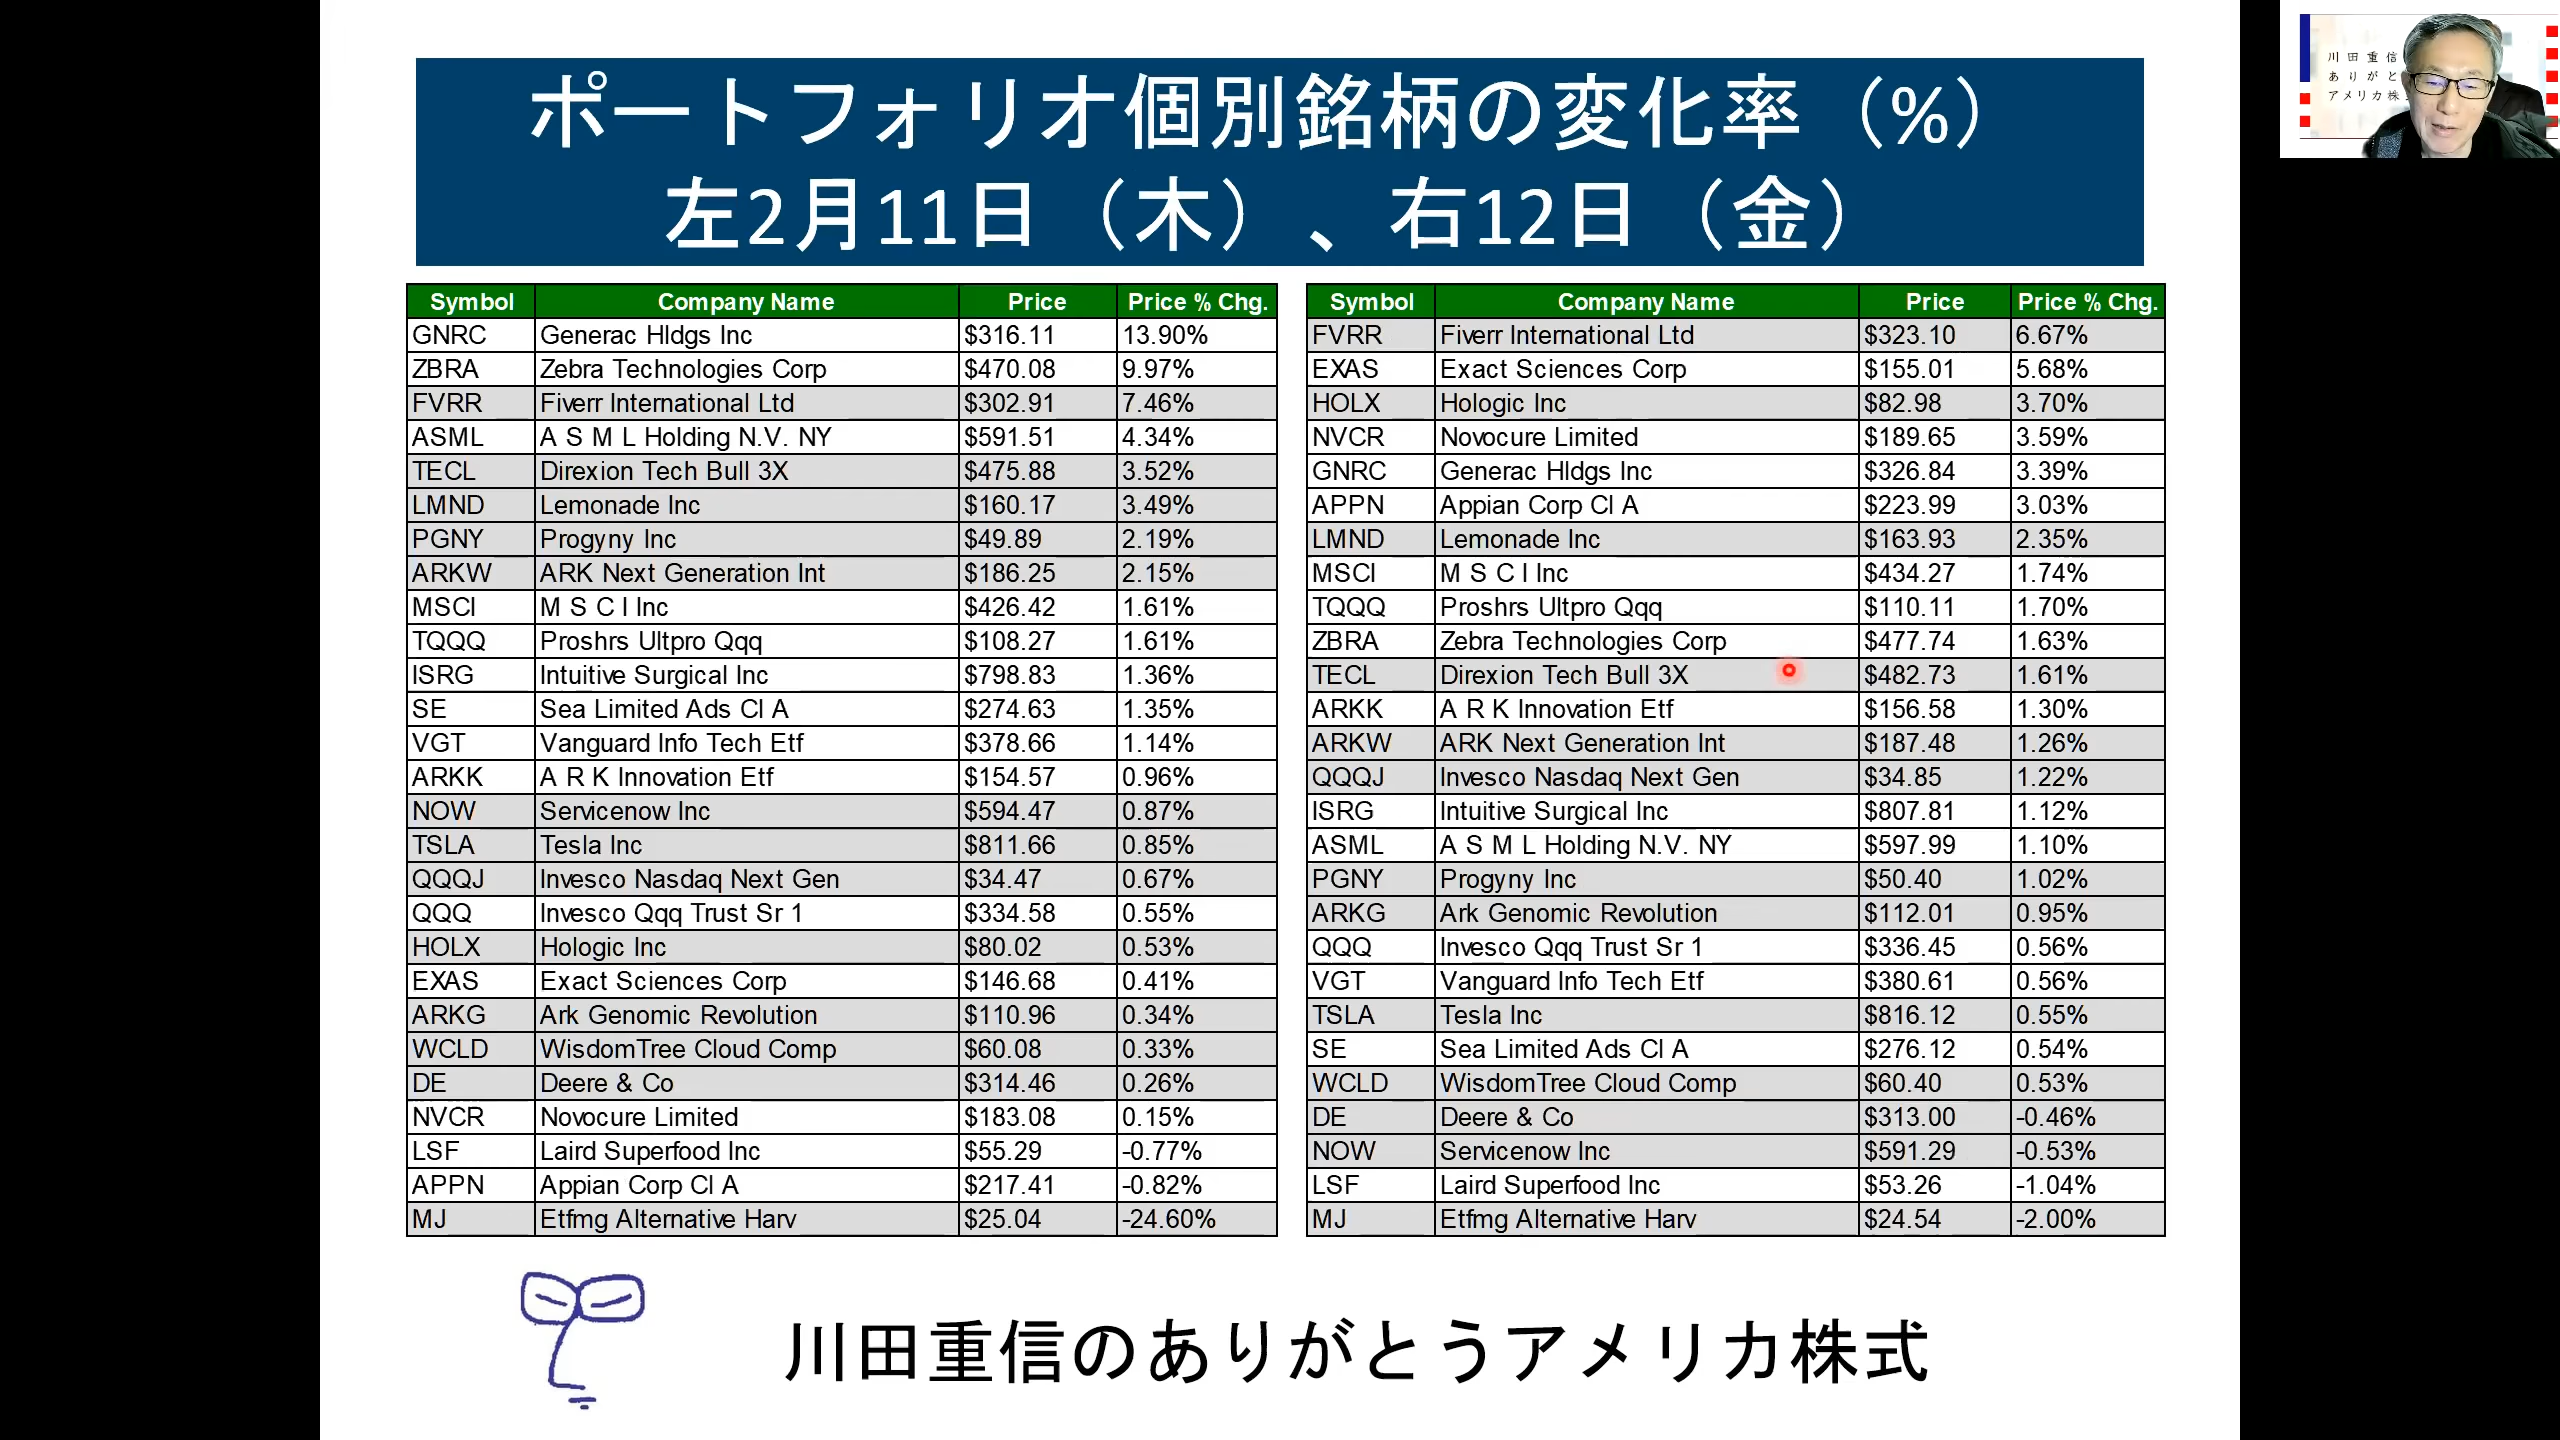 ポートフォリオ個別銘柄の変化率（%）
左2月11日（木）、右12日（金）
Symbol Company Name Price Price % Chg.
GNRC Generac Hldgs Inc $316.11 13.90%
ZBRA Zebra Technologies Corp $470.08 9.97%
FVRR Fiverr International Ltd $302.91 7.46%
ASML A S M L Holding N.V. NY $591.51 4.34%
TECL Direxion Tech Bull 3X $475.88 3.52%
LMND Lemonade Inc $160.17 3.49%
PGNY Progyny Inc $49.89 2.19%
ARKW ARK Next Generation Int $186.25 2.15%
MSCI M S C I Inc $426.42 1.61%
TQQQ Proshrs Ultpro Qqq $108.27 1.61%
ISRG Intuitive Surgical Inc $798.83 1.36%
SE Sea Limited Ads Cl A $274.63 1.35%
VGT Vanguard Info Tech Etf $378.66 1.14%
ARKK A R K Innovation Etf $154.57 0.96%
NOW Servicenow Inc $594.47 0.87%
TSLA Tesla Inc $811.66 0.85%
QQQJ Invesco Nasdaq Next Gen $34.47 0.67%
QQQ Invesco Qqq Trust Sr 1 $334.58 0.55%
HOLX Hologic Inc $80.02 0.53%
EXAS Exact Sciences Corp $146.68 0.41%
ARKG Ark Genomic Revolution $110.96 0.34%
WCLD WisdomTree Cloud Comp $60.08 0.33%
DE Deere & Co $314.46 0.26%
NVCR Novocure Limited $183.08 0.15%
LSF Laird Superfood Inc $55.29 -0.77%
APPN Appian Corp Cl A $217.41 -0.82%
MJ Etfmg Alternative Harv $25.04 -24.60%
Symbol Company Name Price Price % Chg.
FVRR Fiverr International Ltd $323.10 6.67%
EXAS Exact Sciences Corp $155.01 5.68%
HOLX Hologic Inc $82.98 3.70%
NVCR Novocure Limited $189.65 3.59%
GNRC Generac Hldgs Inc $326.84 3.39%
APPN Appian Corp Cl A $223.99 3.03%
LMND Lemonade Inc $163.93 2.35%
MSCI M S C I Inc $434.27 1.74%
TQQQ Proshrs Ultpro Qqq $110.11 1.70%
ZBRA Zebra Technologies Corp $477.74 1.63%
TECL Direxion Tech Bull 3X $482.73 1.61%
ARKK A R K Innovation Etf $156.58 1.30%
ARKW ARK Next Generation Int $187.48 1.26%
QQQJ Invesco Nasdaq Next Gen $34.85 1.22%
ISRG Intuitive Surgical Inc $807.81 1.12%
ASML A S M L Holding N.V. NY $597.99 1.10%
PGNY Progyny Inc $50.40 1.02%
ARKG Ark Genomic Revolution $112.01 0.95%
QQQ Invesco Qqq Trust Sr 1 $336.45 0.56%
VGT Vanguard Info Tech Etf $380.61 0.56%
TSLA Tesla Inc $816.12 0.55%
SE Sea Limited Ads Cl A $276.12 0.54%
WCLD WisdomTree Cloud Comp $60.40 0.53%
DE Deere & Co $313.00 -0.46%
NOW Servicenow Inc $591.29 -0.53%
LSF Laird Superfood Inc $53.26 -1.04%
MJ Etfmg Alternative Harv $24.54 -2.00%
川田重信のありがとうアメリカ株式
川田重信
ありがと
アメリカ株